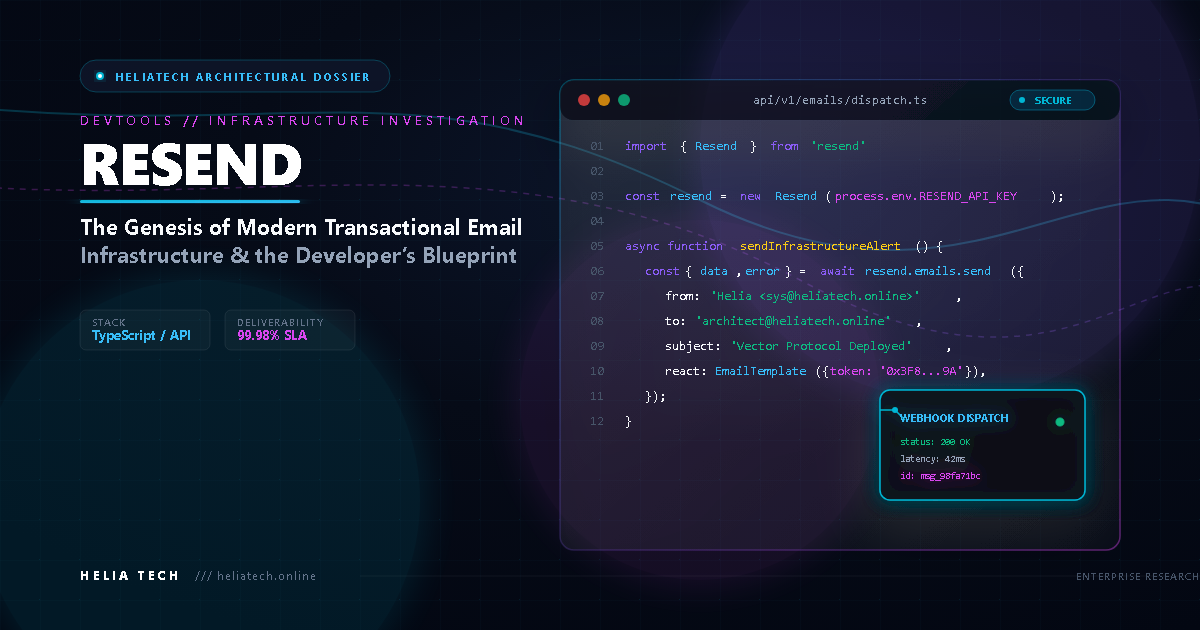 HELIATECH ARCHITECTURAL DOSSIER
DEVTOOLS // INFRASTRUCTURE INVESTIGATION
RESEND
The Genesis of Modern Transactional Email
Infrastructure & the Developer’s Blueprint
STACK
TypeScript / API
DELIVERABILITY
99.98% SLA
HELIA TECH /// heliatech.online
api/v1/emails/dispatch.ts
SECURE
01 import { Resend } from 'resend'
02
03 const resend = new Resend (process.env.RESEND_API_KEY );
04
05 async function sendInfrastructureAlert () {
06 const { data , error } = await resend.emails.send ({
07 from: 'Helia <sys@heliatech.online>' ,
08 to: 'architect@heliatech.online' ,
09 subject: 'Vector Protocol Deployed' ,
10 react: EmailTemplate ({token: '0x3F8...9A'}),
11 });
12 }
WEBHOOK DISPATCH
status: 200 OK
latency: 42ms
id: msg_98fa71bc
ENTERPRISE RESEARCH